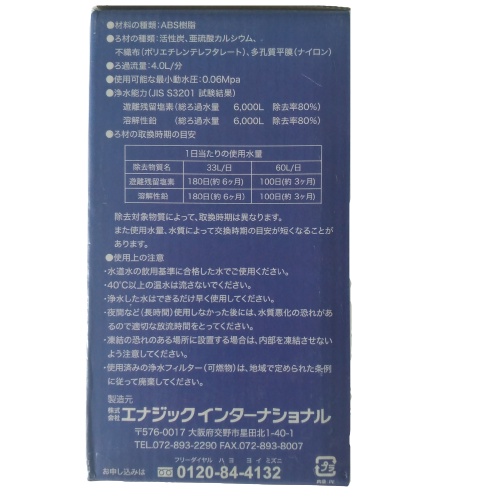 ●材料の種類：ABS樹脂
●ろ材の種類：活性炭、亜硫酸カルシウム、
不織布（ポリエチレンテレフタレート）、多孔質平膜（ナイロン）
●ろ過流量：4.0L/分
●使用可能な最小動水圧：0.06Mpa
●浄水能力（JIS S3201 試験結果）
遊離残留塩素（総ろ過水量 6,000L 除去率80%）
溶解性鉛 （総ろ過水量 6,000L 除去率80%）
●ろ材の取換時期の目安
1日当たりの使用水量
除去物質名 33L/日 60L/日
遊離残留塩素 180日（約 6ヶ月） 100日（約 3ヶ月）
溶解性鉛 180日（約 6ヶ月） 100日（約 3ヶ月）
除去対象物質によって、取換時期は異なります。
また使用水量、水質によって交換時期の目安が短くなることが
あります。
●使用上の注意
・水道水の飲用基準に合格した水でご使用ください。
・40℃以上の温水は流さないでください。
・浄水した水はできるだけ早く使用してください。
・夜間など（長時間）使用しなかった後には、水質悪化の恐れがあ
るので適切な放流時間をとってください。
・凍結の恐れのある場所に設置する場合は、内部を凍結させない
よう注意してください。
・使用済みの浄水フィルター（可燃物）は、地域で定められた条例
に従って廃棄してください。
製造元
株式会社 エナジックインターナショナル
〒576-0017 大阪府交野市星田北1-40-1
TEL.072-893-2290 FAX.072-893-8007
フリーダイヤル ハ ヨ ヨ イ ミ ズ ニ
お申し込みは 0120-84-4132
プラ